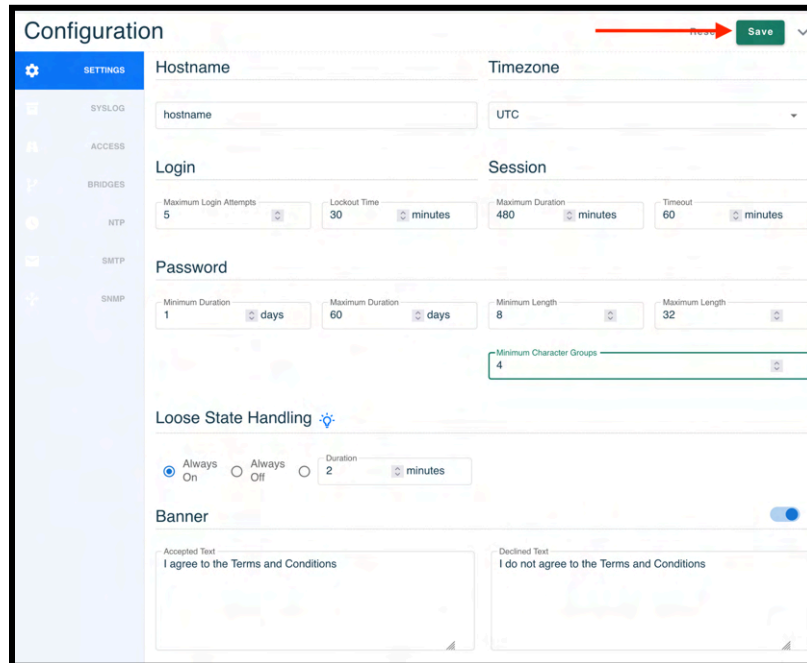 Configuration
Save
SETTINGS
SYSLOG
ACCESS
BRIDGES
NTP
SMTP
SNMP
Hostname
Timezone
hostname
UTC
Login
Session
Maximum Login Attempts
5
Lockout Time
30 minutes
Maximum Duration
480 minutes
Timeout
60 minutes
Password
Minimum Duration
1 days
Maximum Duration
60 days
Minimum Length
8
Maximum Length
32
Minimum Character Groups
4
Loose State Handling
Always
On
Always
Off
Duration
2 minutes
Banner
Accepted Text
I agree to the Terms and Conditions
Declined Text
I do not agree to the Terms and Conditions